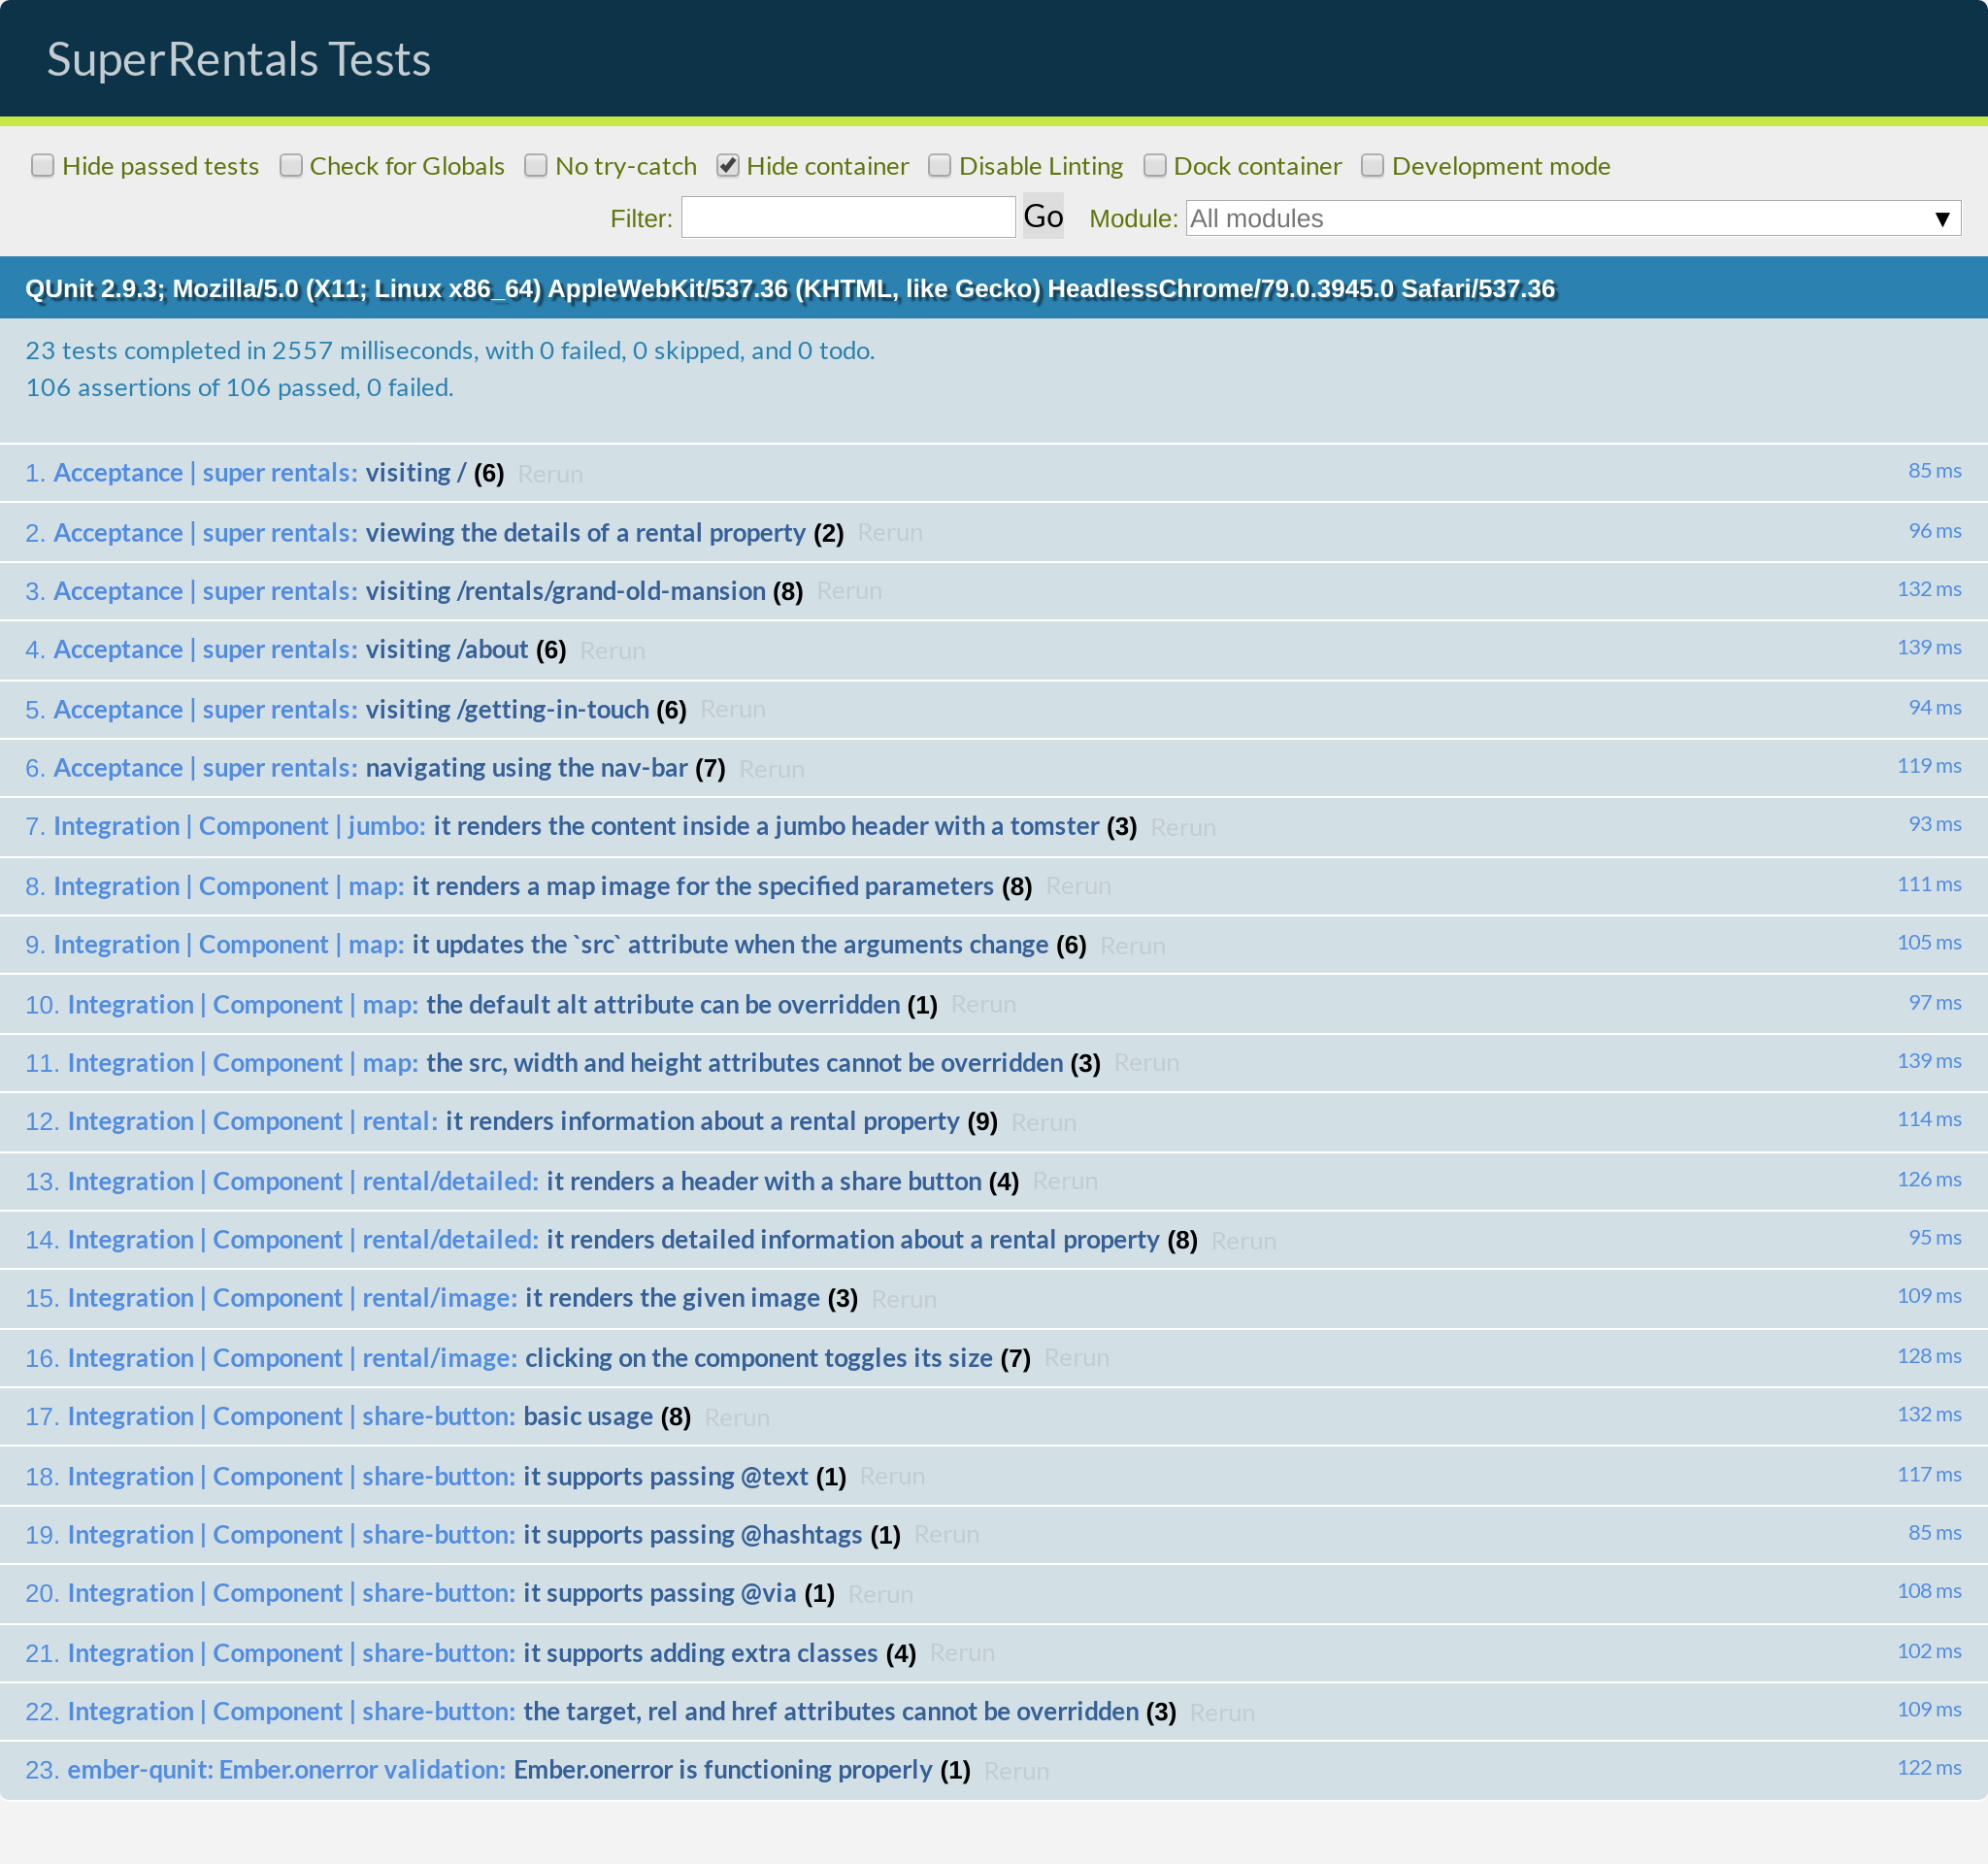 SuperRentals Tests
Hide passed tests Check for Globals No try-catch Hide container Disable Linting Dock container Development mode
Filter: Go Module: All modules ▼
QUnit 2.9.3; Mozilla/5.0 (X11; Linux x86_64) AppleWebKit/537.36 (KHTML, like Gecko) HeadlessChrome/79.0.3945.0 Safari/537.36
23 tests completed in 2557 milliseconds, with 0 failed, 0 skipped, and 0 todo.
106 assertions of 106 passed, 0 failed.
1. Acceptance | super rentals: visiting / (6) Rerun 85 ms
2. Acceptance | super rentals: viewing the details of a rental property (2) Rerun 96 ms
3. Acceptance | super rentals: visiting /rentals/grand-old-mansion (8) Rerun 132 ms
4. Acceptance | super rentals: visiting /about (6) Rerun 139 ms
5. Acceptance | super rentals: visiting /getting-in-touch (6) Rerun 94 ms
6. Acceptance | super rentals: navigating using the nav-bar (7) Rerun 119 ms
7. Integration | Component | jumbo: it renders the content inside a jumbo header with a tomster (3) Rerun 93 ms
8. Integration | Component | map: it renders a map image for the specified parameters (8) Rerun 111 ms
9. Integration | Component | map: it updates the `src` attribute when the arguments change (6) Rerun 105 ms
10. Integration | Component | map: the default alt attribute can be overridden (1) Rerun 97 ms
11. Integration | Component | map: the src, width and height attributes cannot be overridden (3) Rerun 139 ms
12. Integration | Component | rental: it renders information about a rental property (9) Rerun 114 ms
13. Integration | Component | rental/detailed: it renders a header with a share button (4) Rerun 126 ms
14. Integration | Component | rental/detailed: it renders detailed information about a rental property (8) Rerun 95 ms
15. Integration | Component | rental/image: it renders the given image (3) Rerun 109 ms
16. Integration | Component | rental/image: clicking on the component toggles its size (7) Rerun 128 ms
17. Integration | Component | share-button: basic usage (8) Rerun 132 ms
18. Integration | Component | share-button: it supports passing @text (1) Rerun 117 ms
19. Integration | Component | share-button: it supports passing @hashtags (1) Rerun 85 ms
20. Integration | Component | share-button: it supports passing @via (1) Rerun 108 ms
21. Integration | Component | share-button: it supports adding extra classes (4) Rerun 102 ms
22. Integration | Component | share-button: the target, rel and href attributes cannot be overridden (3) Rerun 109 ms
23. ember-qunit: Ember.onerror validation: Ember.onerror is functioning properly (1) Rerun 122 ms